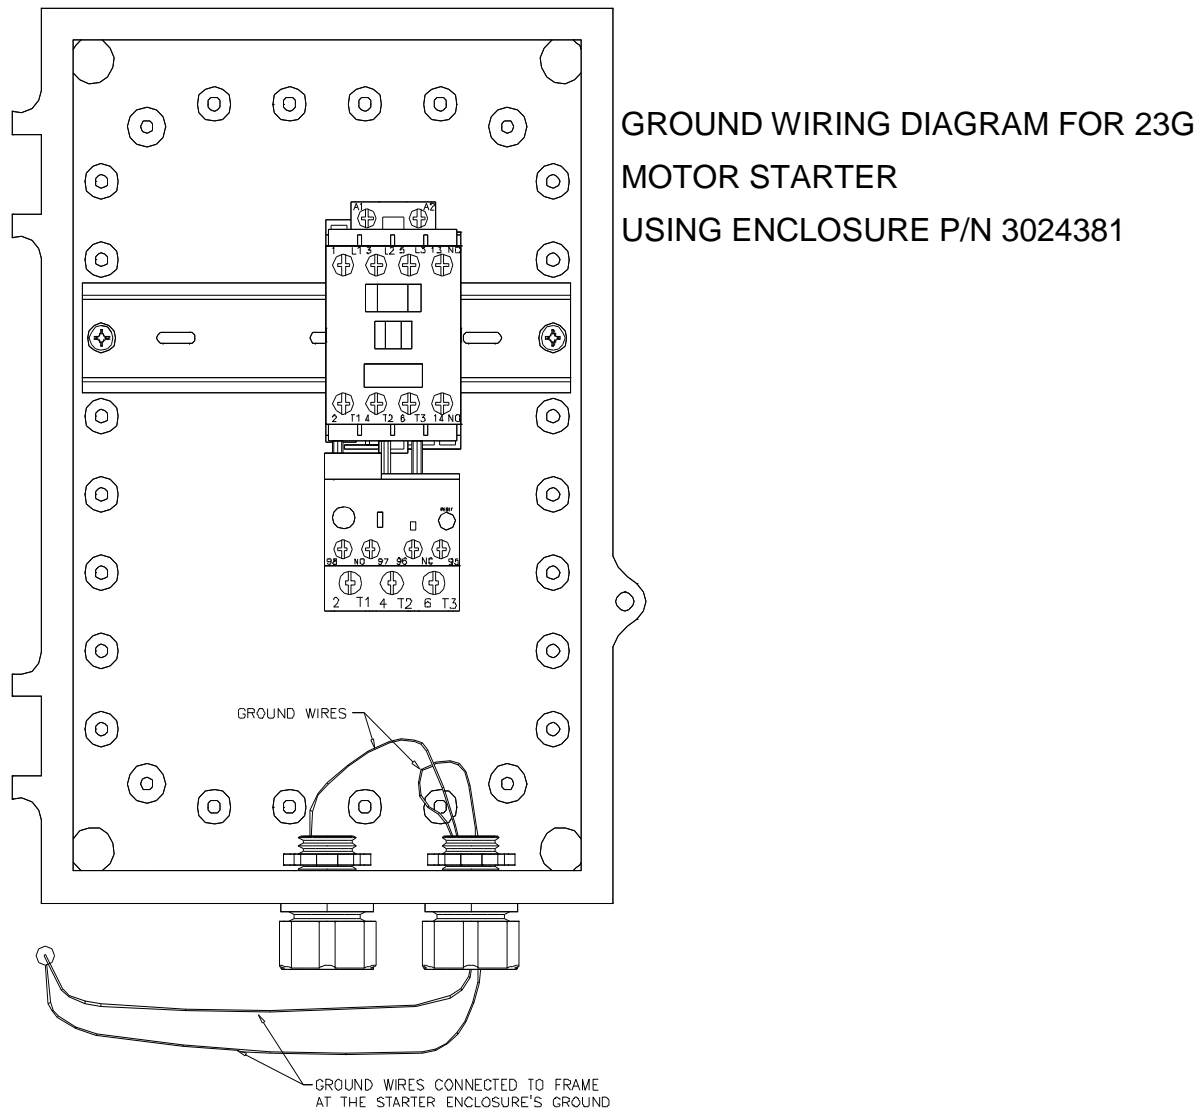 GROUND WIRING DIAGRAM FOR 23G
MOTOR STARTER
USING ENCLOSURE P/N 3024381
A1 A2
1 L1 3 L2 5 L3 13 NO
2 T1 4 T2 6 T3 14 NO
98 NO 97 96 NC 95
2 T1 4 T2 6 T3
GROUND WIRES
GROUND WIRES CONNECTED TO FRAME
AT THE STARTER ENCLOSURE'S GROUND